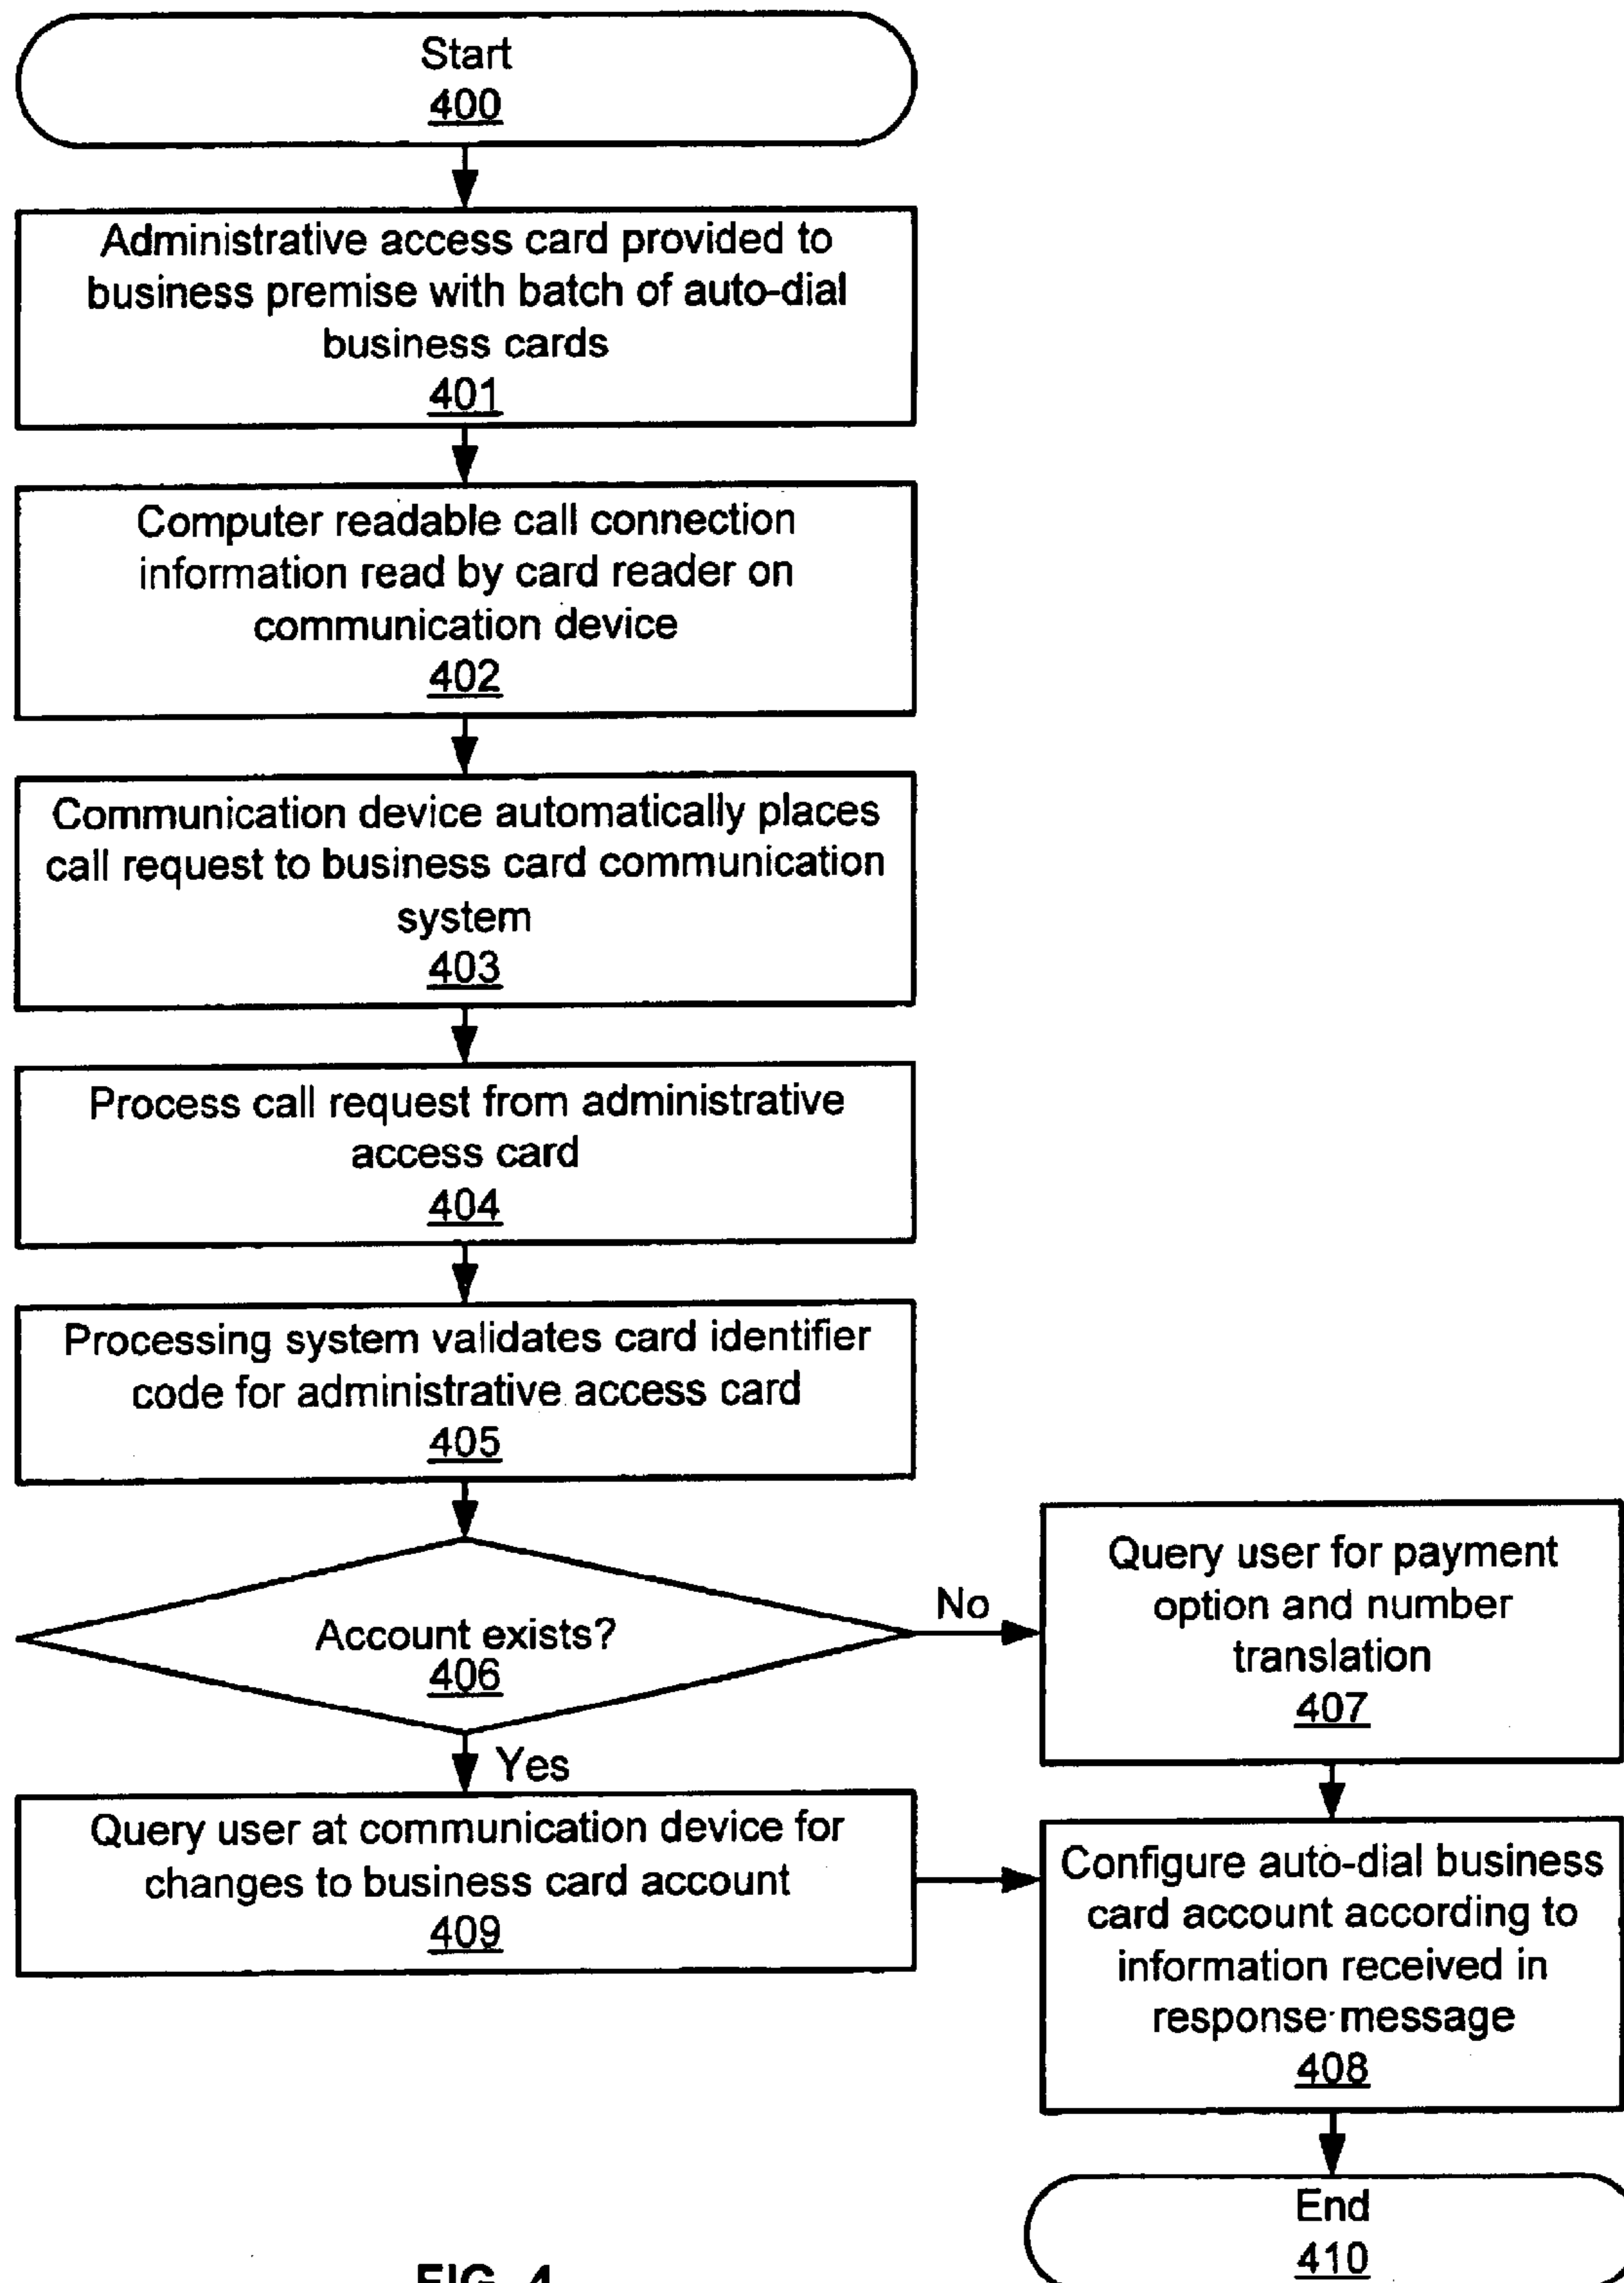 Start
400
Administrative access card provided to
business premise with batch of auto-dial
business cards
401
Computer readable call connection
information read by card reader on
communication device
402
Communication device automatically places
call request to business card communication
system
403
Process call request from administrative
access card
404
Processing system validates card identifier
code for administrative access card
405
Account exists?
406
No
Query user for payment
option and number
translation
407
Yes
Query user at communication device for
changes to business card account
409
Configure auto-dial business
card account according to
information received in
response message
408
End
410
FIG. 4